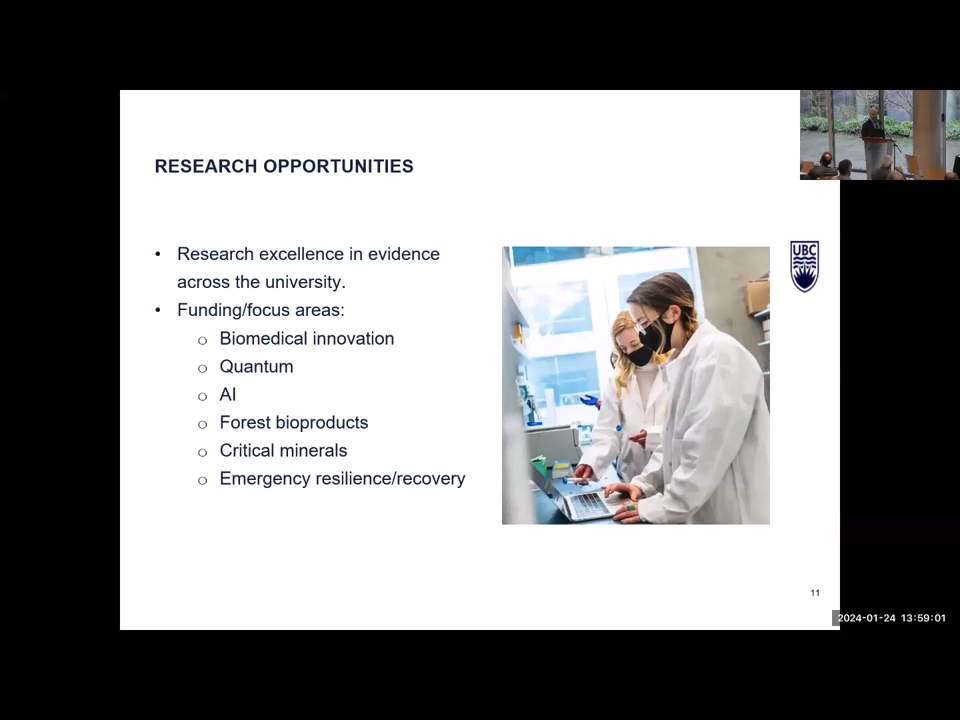 RESEARCH OPPORTUNITIES
• Research excellence in evidence
across the university.
• Funding/focus areas:
○ Biomedical innovation
○ Quantum
○ AI
○ Forest bioproducts
○ Critical minerals
○ Emergency resilience/recovery
UBC
11
2024-01-24 13:59:01